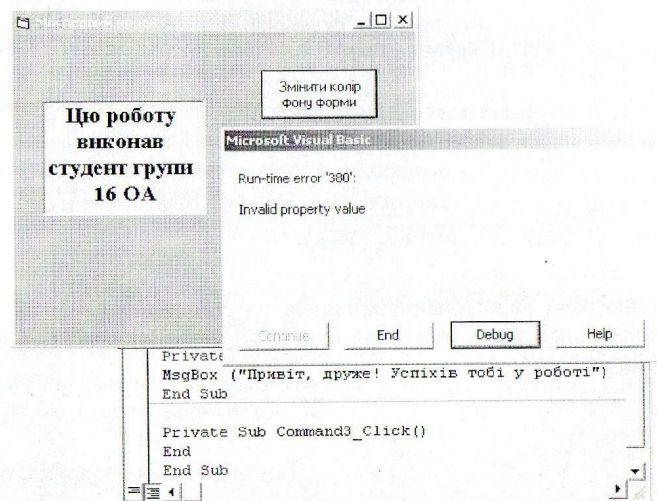 Змінити колір
фону форми
Цю роботу
виконав
студент групи
16 ОА
Microsoft Visual Basic
Run-time error '380':
Invalid property value
Continue
End
Debug
Help
Private
MsgBox ("Привіт, друже! Успіхів тобі у роботі")
End Sub
Private Sub Command3_Click()
End
End Sub